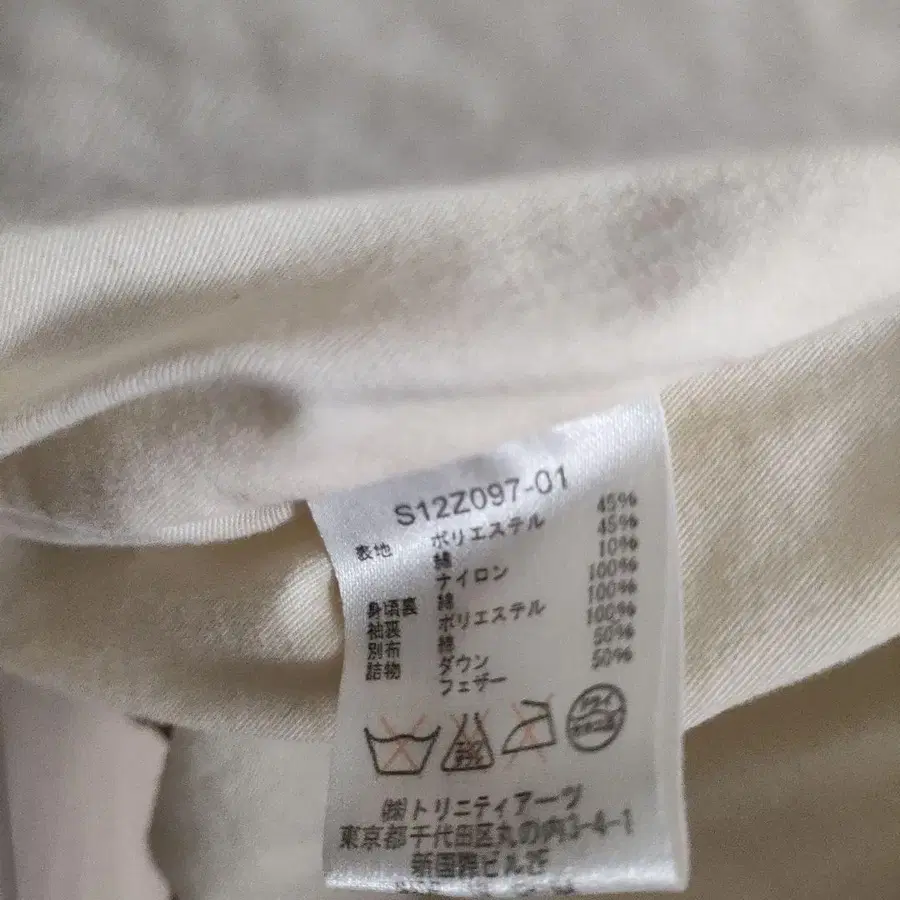 S12Z097-01
表地 ポリエステル 45%
綿 45%
ナイロン 10%
身頃裏 綿 100%
袖裏 ポリエステル 100%
別布 綿 100%
詰物 ダウン 50%
フェザー 50%
ドライ
㈱トリニティアーツ
東京都千代田区丸の内3-4-1
新国際ビル